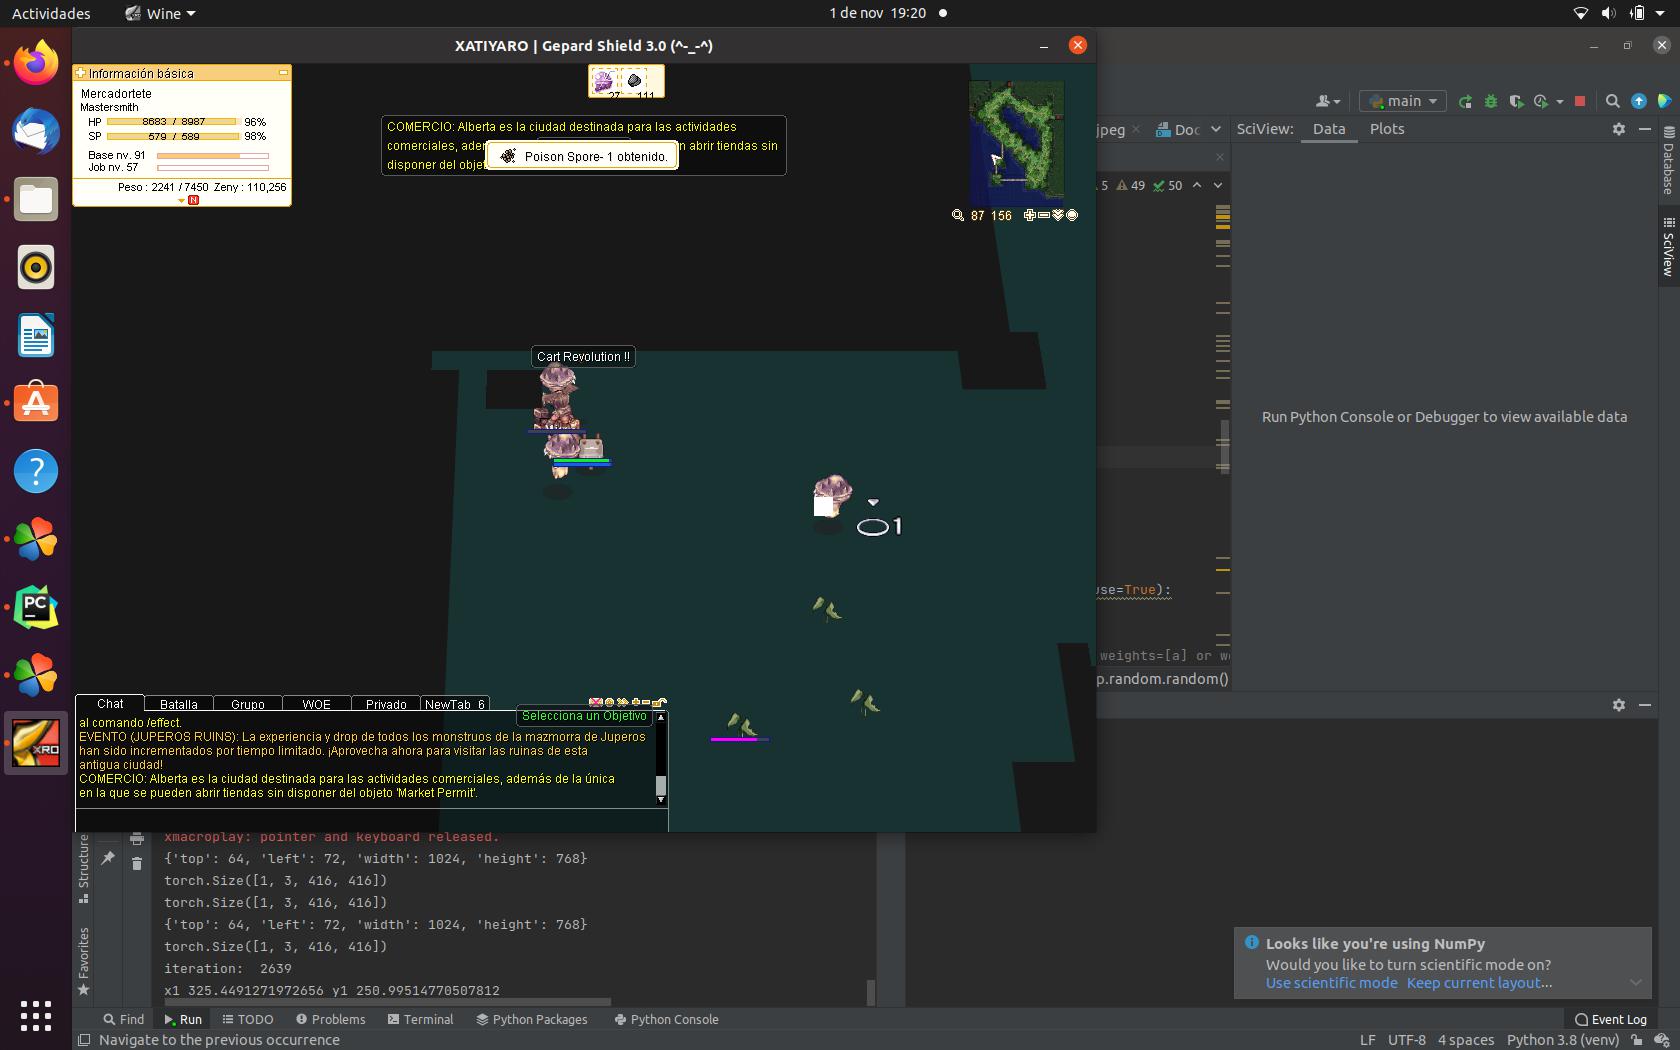 Actividades
Wine
1 de nov 19:20
XATIYARO | Gepard Shield 3.0 (^-_-^)
Información básica
Mercadortete
Mastersmith
HP 8683 / 8987 96%
SP 579 / 589 98%
Base nv. 91
Job nv. 57
Peso : 2241 / 7450 Zeny : 110,256
N
27 111
COMERCIO: Alberta es la ciudad destinada para las actividades
comerciales, ader n abrir tiendas sin
disponer del objet
Poison Spore- 1 obtenido.
87 156
Cart Revolution !!
1
Chat Batalla Grupo WOE Privado NewTab 6
Selecciona un Objetivo
al comando /effect.
EVENTO (JUPEROS RUINS): La experiencia y drop de todos los monstruos de la mazmorra de Juperos
han sido incrementados por tiempo limitado. ¡Aprovecha ahora para visitar las ruinas de esta
antigua ciudad!
COMERCIO: Alberta es la ciudad destinada para las actividades comerciales, además de la única
en la que se pueden abrir tiendas sin disponer del objeto 'Market Permit'.
main
jpeg
Doc
SciView:
Data
Plots
5 49 50
Database
SciView
Run Python Console or Debugger to view available data
use=True):
weights=[a] or we
p.random.random()
xmacroplay: pointer and keyboard released.
{'top': 64, 'left': 72, 'width': 1024, 'height': 768}
torch.Size([1, 3, 416, 416])
torch.Size([1, 3, 416, 416])
{'top': 64, 'left': 72, 'width': 1024, 'height': 768}
torch.Size([1, 3, 416, 416])
iteration:  2639
x1 325.4491271972656 y1 250.99514770507812
Structure
Favorites
PC
XRO
Looks like you're using NumPy
Would you like to turn scientific mode on?
Use scientific mode Keep current layout...
Find Run TODO Problems Terminal Python Packages Python Console
Event Log
Navigate to the previous occurrence
LF UTF-8 4 spaces Python 3.8 (venv)